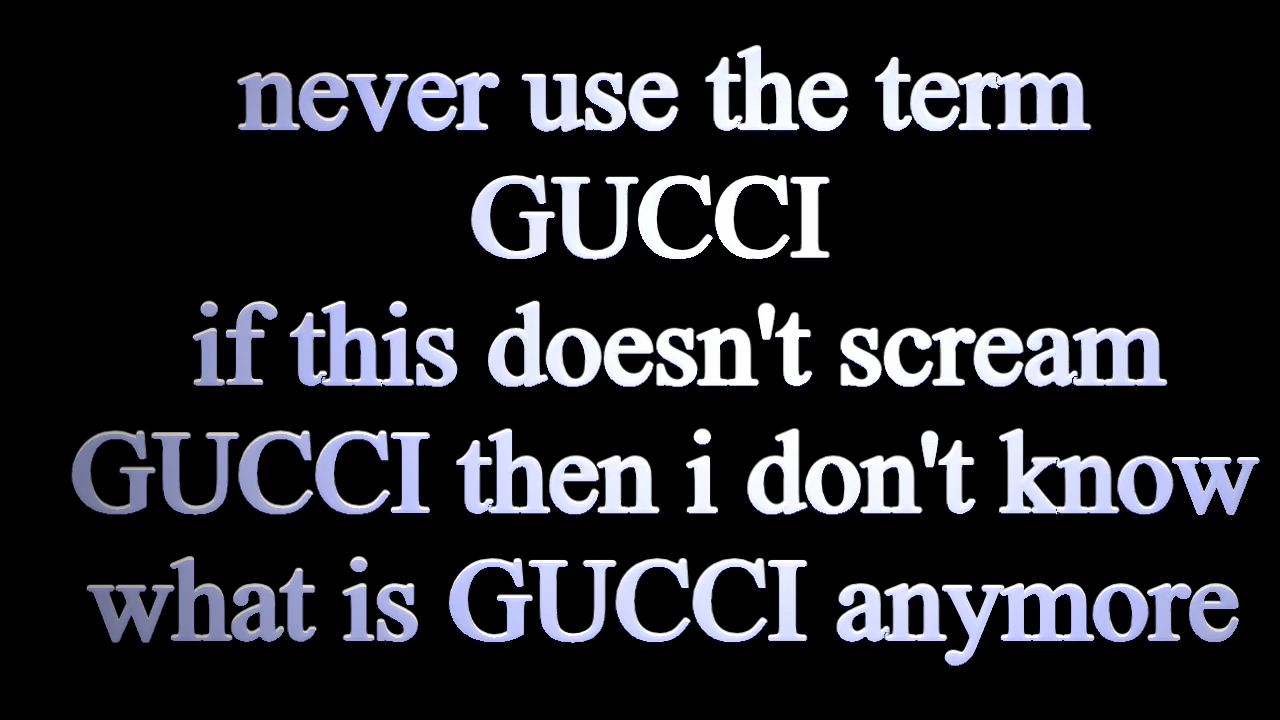 never use the term
GUCCI
if this doesn't scream
GUCCI then i don't know
what is GUCCI anymore